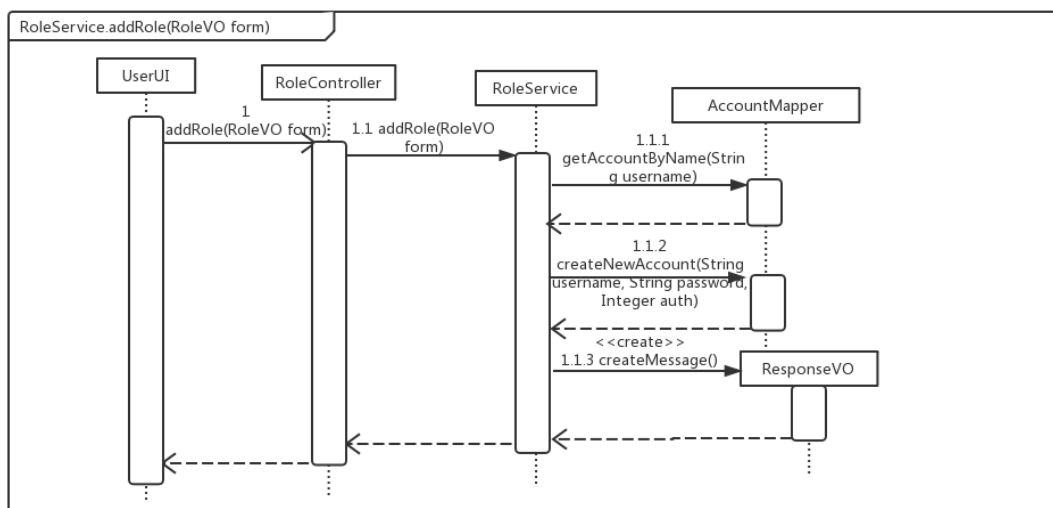 RoleService.addRole(RoleVO form)
UserUI
RoleController
RoleService
AccountMapper
1
addRole(RoleVO form)
1.1 addRole(RoleVO
form)
1.1.1
getAccountByName(Strin
g username)
1.1.2
createNewAccount(String
username, String password,
Integer auth)
<<create>>
1.1.3 createMessage()
ResponseVO